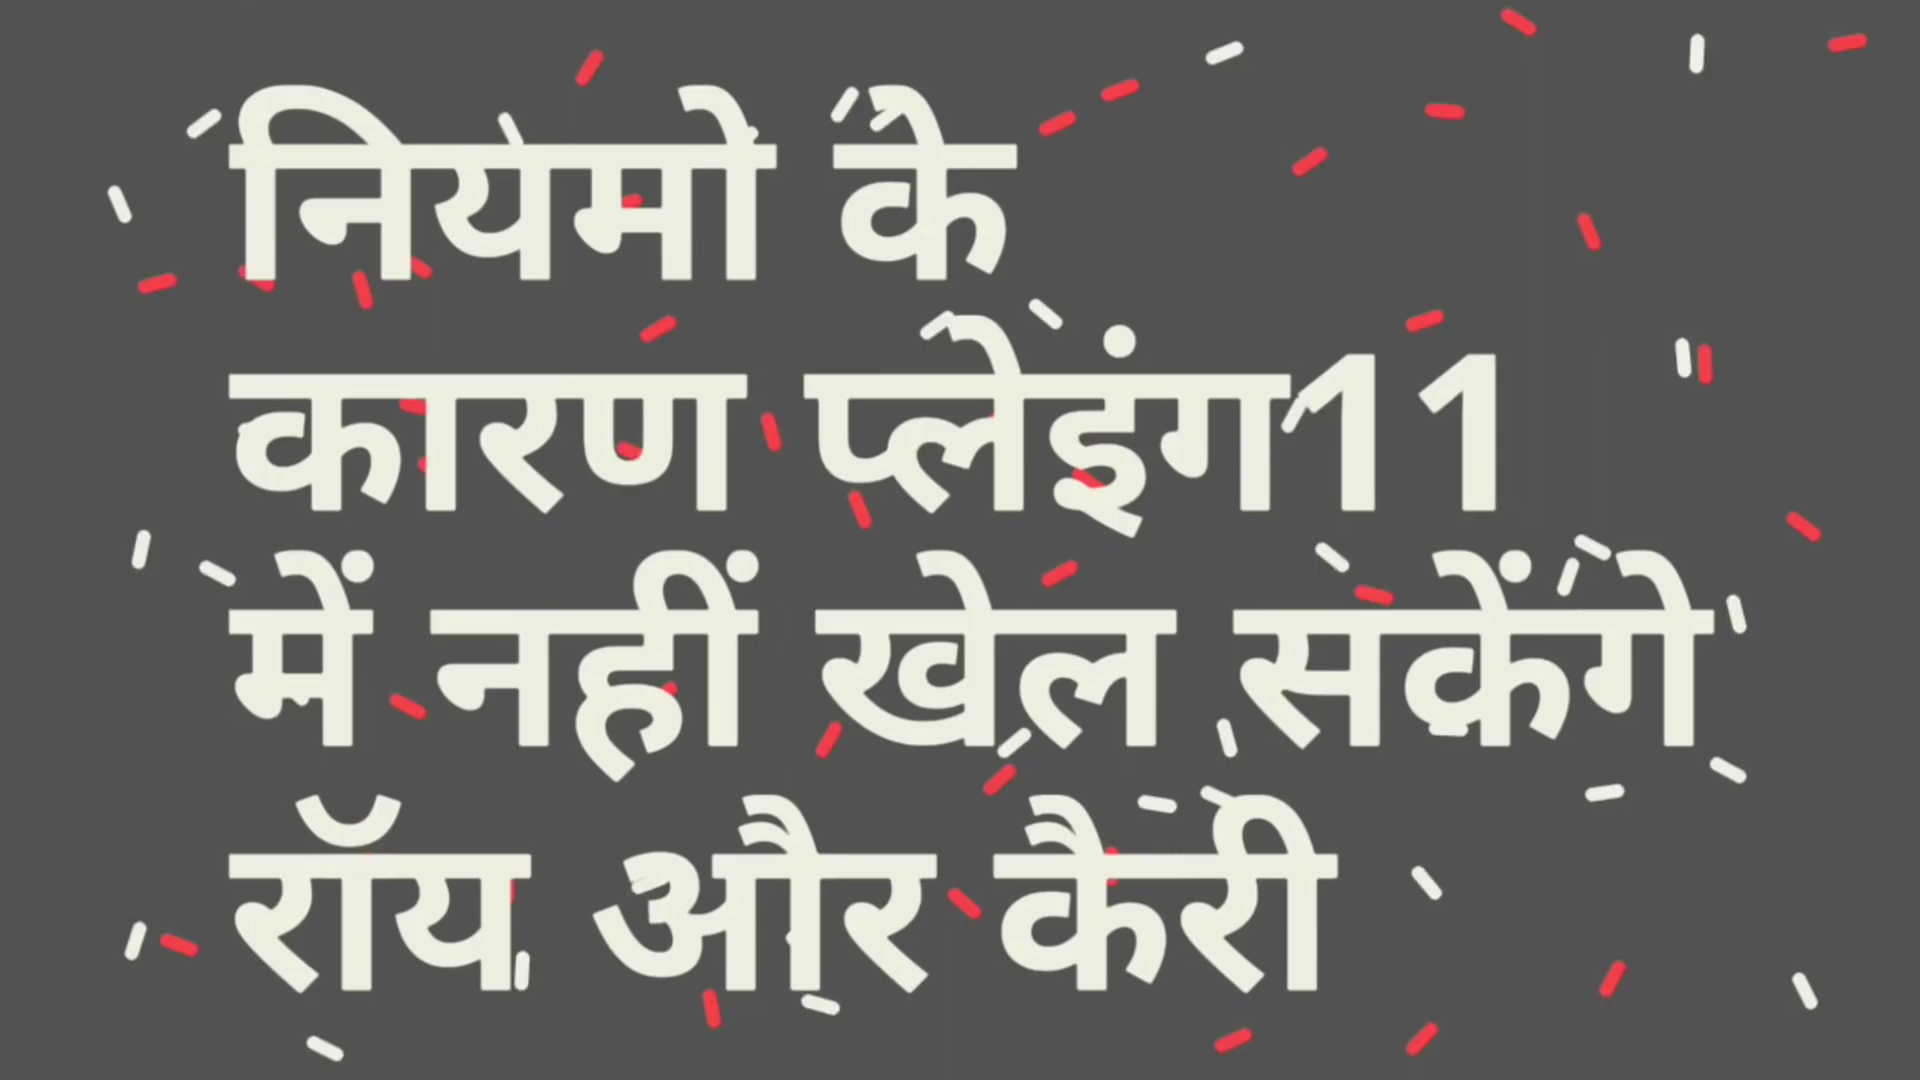 नियमो के
कारण प्लेइंग11
में नहीं खेल सकेंगे
रॉय और कैरी